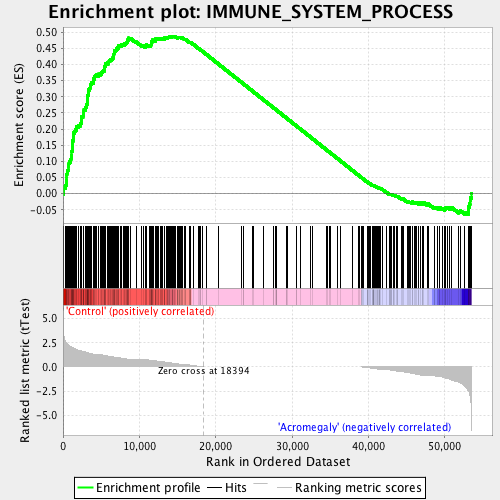 Enrichment plot: IMMUNE_SYSTEM_PROCESS
Enrichment score (ES)
0.50
0.45
0.40
0.35
0.30
0.25
0.20
0.15
0.10
0.05
0.00
-0.05
'Control' (positively correlated)
Ranked list metric (tTest)
5.0
2.5
0.0
-2.5
-5.0
Zero cross at 18394
'Acromegaly' (negatively correlated)
0 10,000 20,000 30,000 40,000 50,000
Rank in Ordered Dataset
Enrichment profile Hits Ranking metric scores